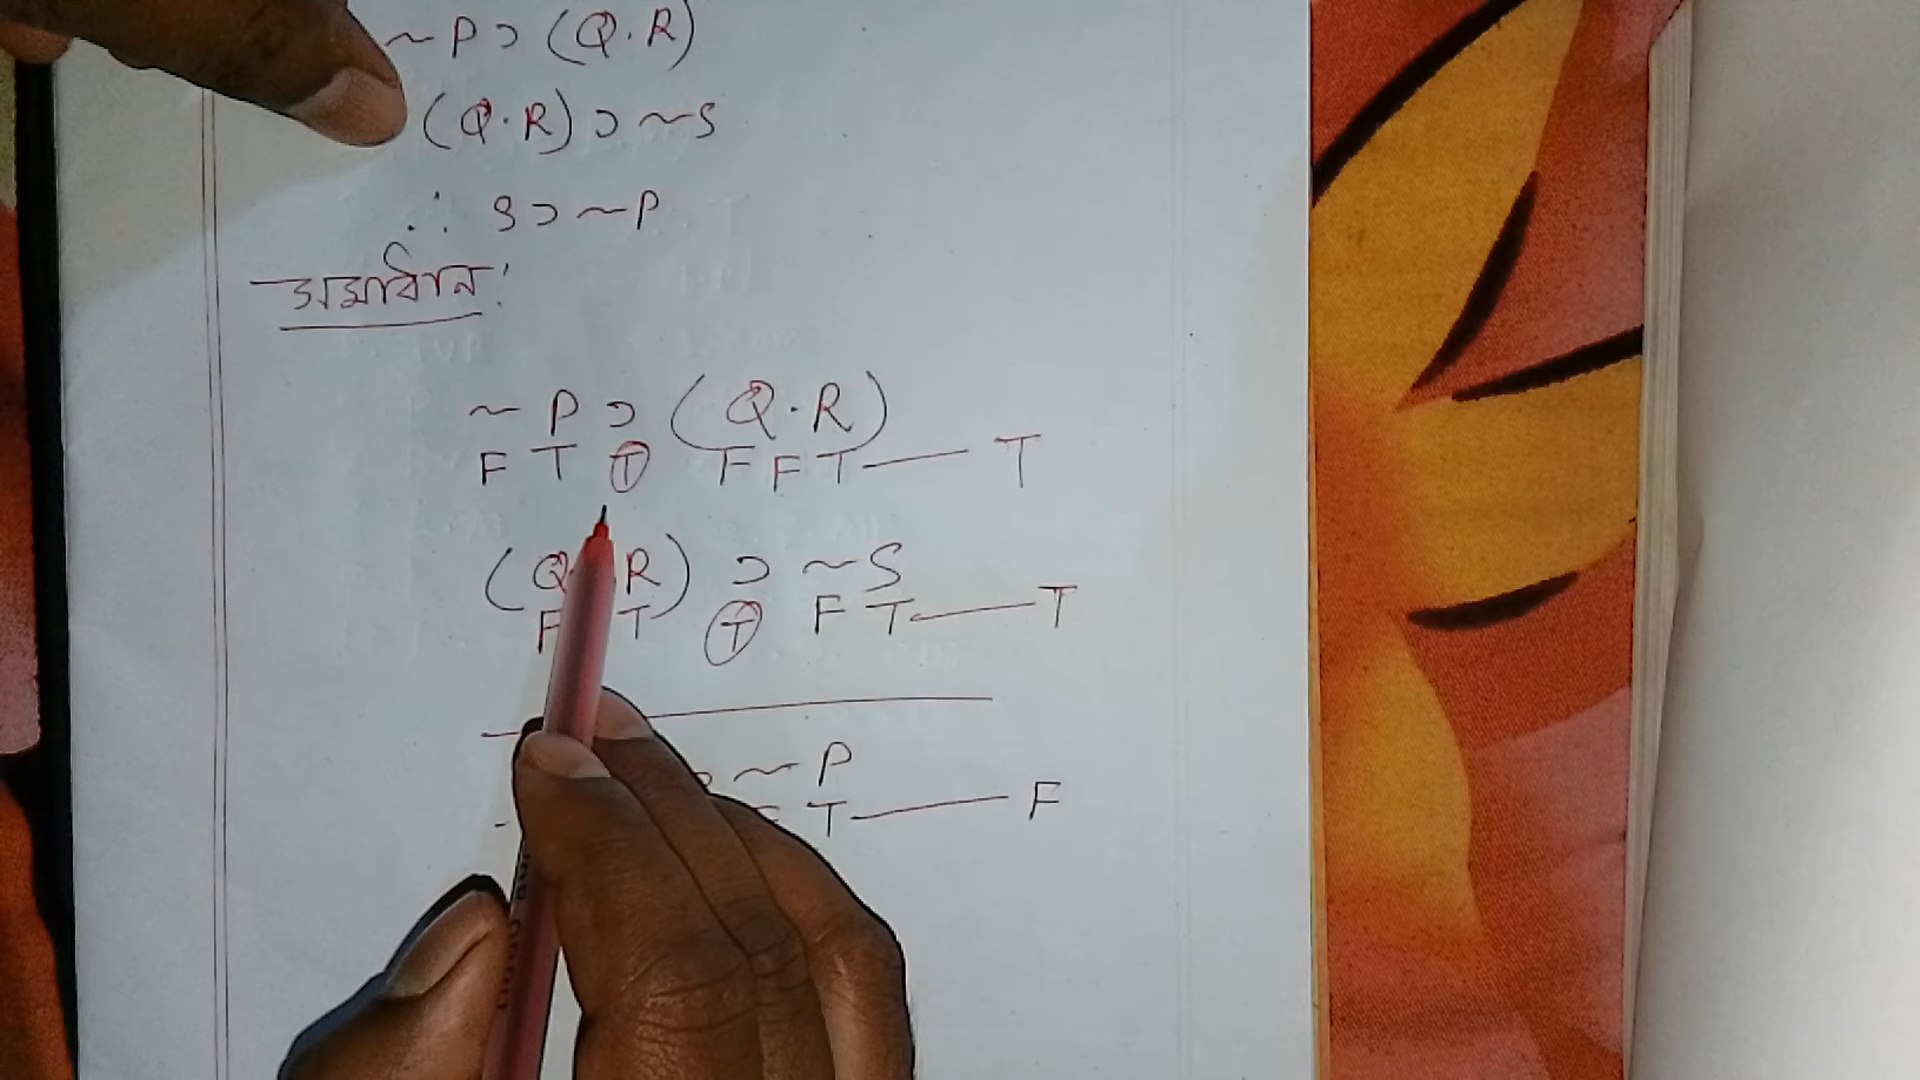 ~P⊃(Q·R)
(Q·R)⊃~S
∴ S⊃~P
সমাধান:
~P⊃(Q·R)
F T T F F T — T
(Q R) ⊃ ~S
F T T F T — T
~P
T — F